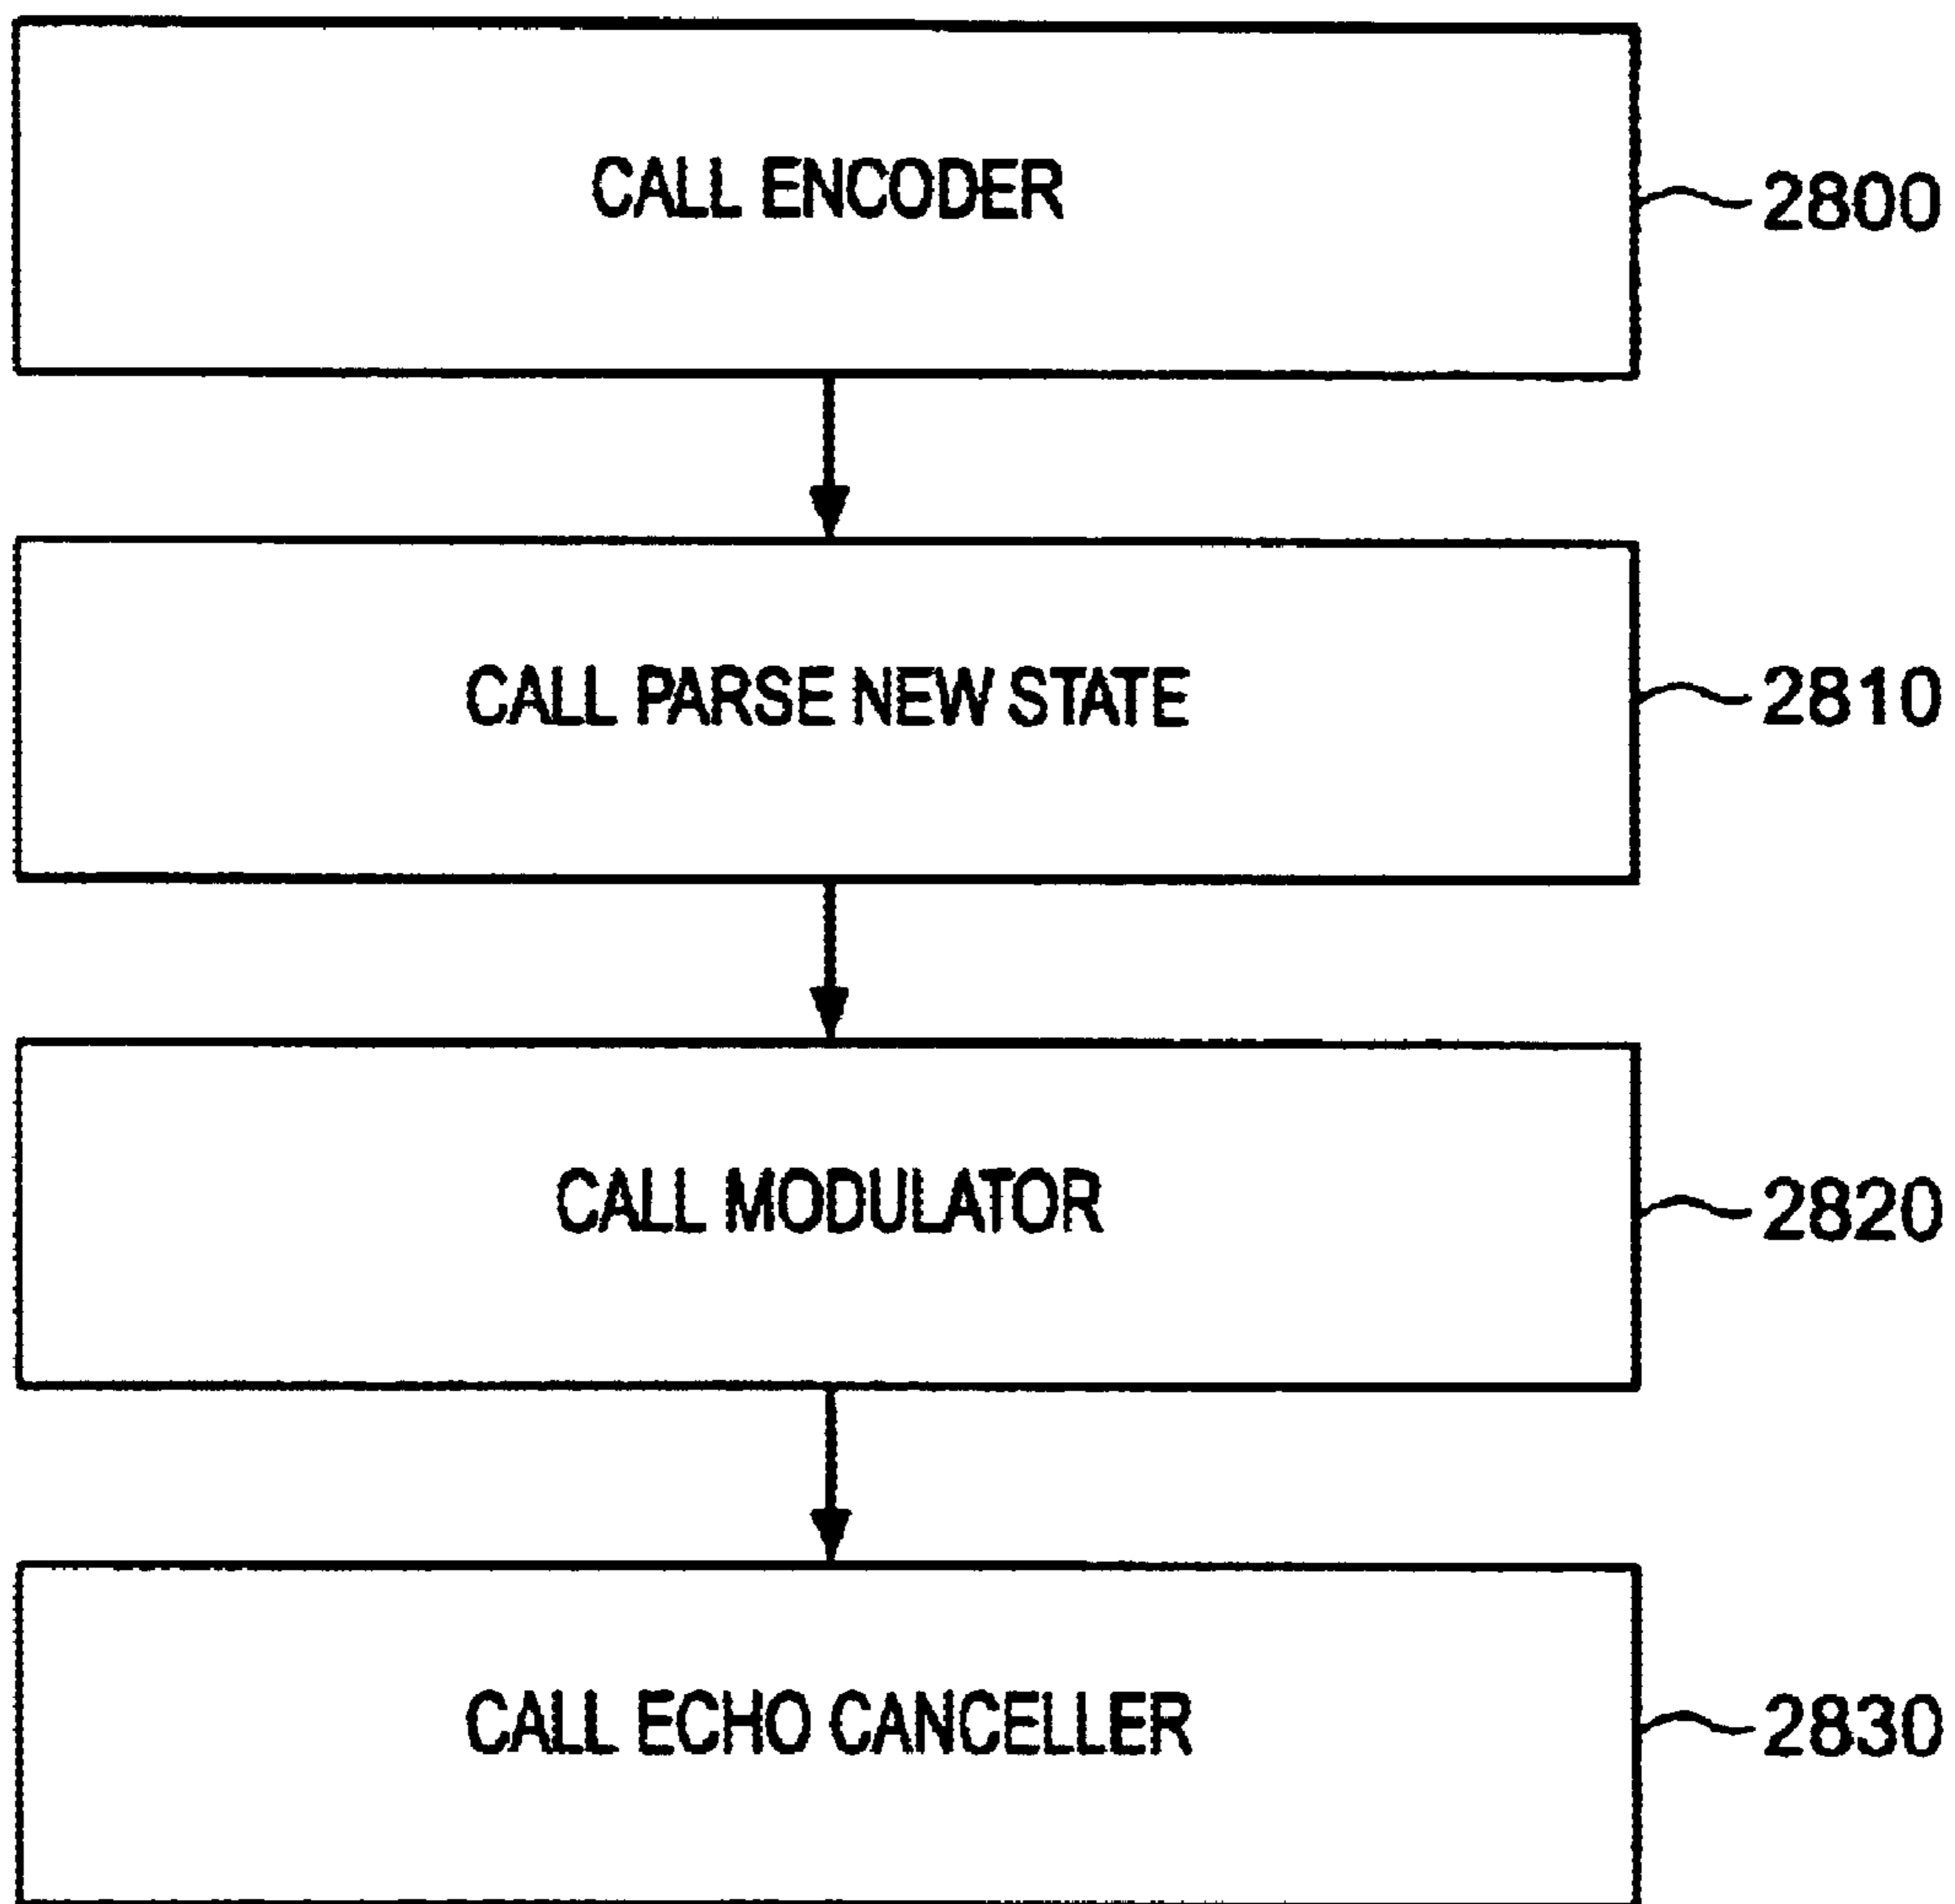 CALL ENCODER
2800
CALL PARSE NEW STATE
2810
CALL MODULATOR
2820
CALL ECHO CANCELLER
2830